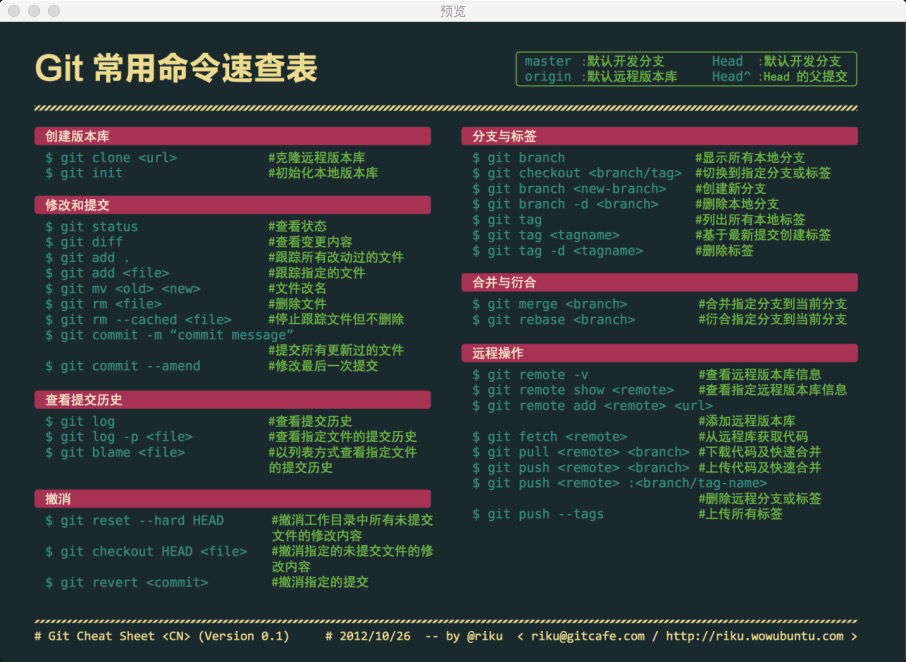 预览
Git 常用命令速查表
master :默认开发分支 Head :默认开发分支
origin :默认远程版本库 Head^ :Head 的父提交
创建版本库
$ git clone <url> #克隆远程版本库
$ git init #初始化本地版本库
修改和提交
$ git status #查看状态
$ git diff #查看变更内容
$ git add . #跟踪所有改动过的文件
$ git add <file> #跟踪指定的文件
$ git mv <old> <new> #文件改名
$ git rm <file> #删除文件
$ git rm --cached <file> #停止跟踪文件但不删除
$ git commit -m “commit message”
#提交所有更新过的文件
$ git commit --amend #修改最后一次提交
查看提交历史
$ git log #查看提交历史
$ git log -p <file> #查看指定文件的提交历史
$ git blame <file> #以列表方式查看指定文件
的提交历史
撤消
$ git reset --hard HEAD #撤消工作目录中所有未提交
文件的修改内容
$ git checkout HEAD <file> #撤消指定的未提交文件的修
改内容
$ git revert <commit> #撤消指定的提交
分支与标签
$ git branch #显示所有本地分支
$ git checkout <branch/tag> #切换到指定分支或标签
$ git branch <new-branch> #创建新分支
$ git branch -d <branch> #删除本地分支
$ git tag #列出所有本地标签
$ git tag <tagname> #基于最新提交创建标签
$ git tag -d <tagname> #删除标签
合并与衍合
$ git merge <branch> #合并指定分支到当前分支
$ git rebase <branch> #衍合指定分支到当前分支
远程操作
$ git remote -v #查看远程版本库信息
$ git remote show <remote> #查看指定远程版本库信息
$ git remote add <remote> <url>
#添加远程版本库
$ git fetch <remote> #从远程库获取代码
$ git pull <remote> <branch> #下载代码及快速合并
$ git push <remote> <branch> #上传代码及快速合并
$ git push <remote> :<branch/tag-name>
#删除远程分支或标签
$ git push --tags #上传所有标签
# Git Cheat Sheet <CN> (Version 0.1) # 2012/10/26 -- by @riku < riku@gitcafe.com / http://riku.wowubuntu.com >